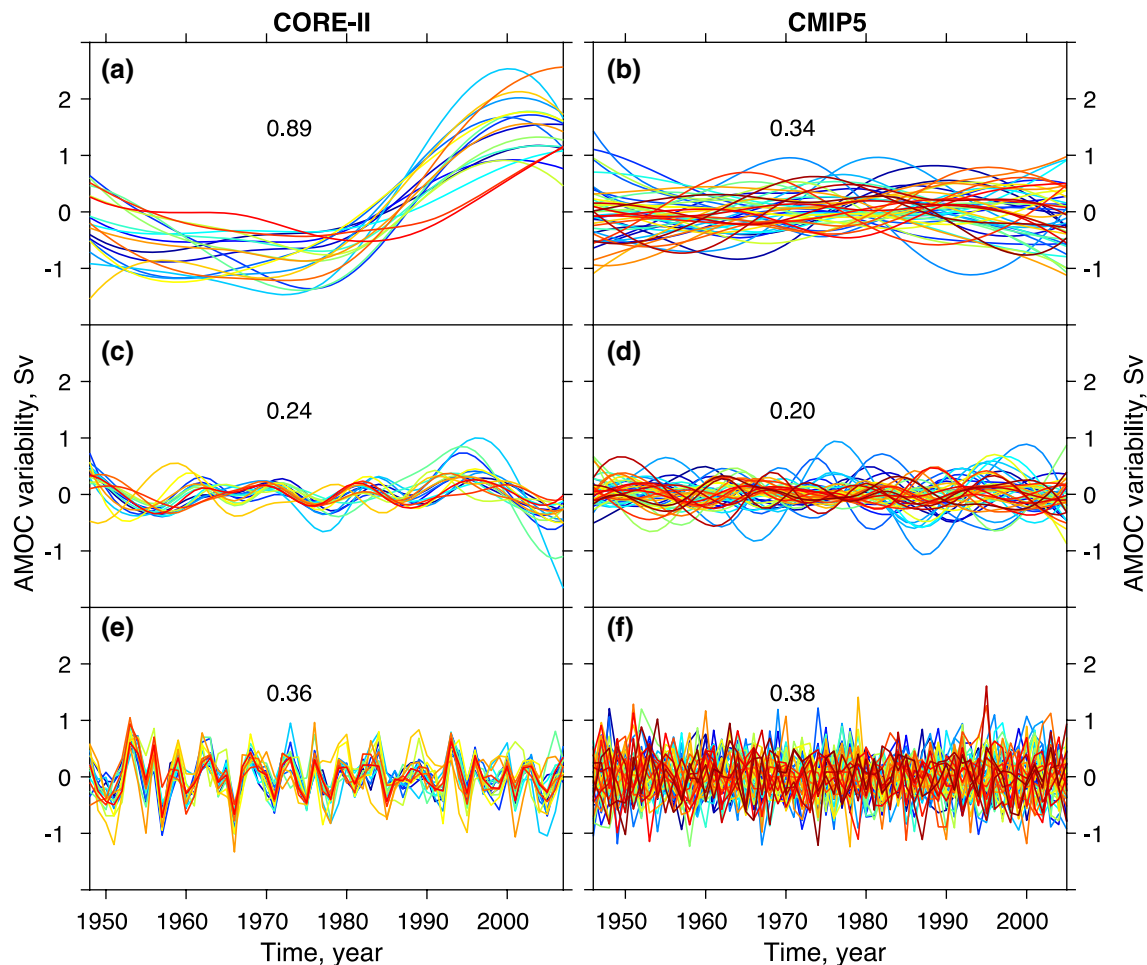 CORE-II CMIP5
(a) (b)
2 2
0.89 0.34
1 1
0 0
-1 -1
(c) (d)
2 2
0.24 0.20
1 1
0 0
-1 -1
AMOC variability, Sv AMOC variability, Sv
(e) (f)
2 2
0.36 0.38
1 1
0 0
-1 -1
1950 1960 1970 1980 1990 2000 1950 1960 1970 1980 1990 2000
Time, year Time, year